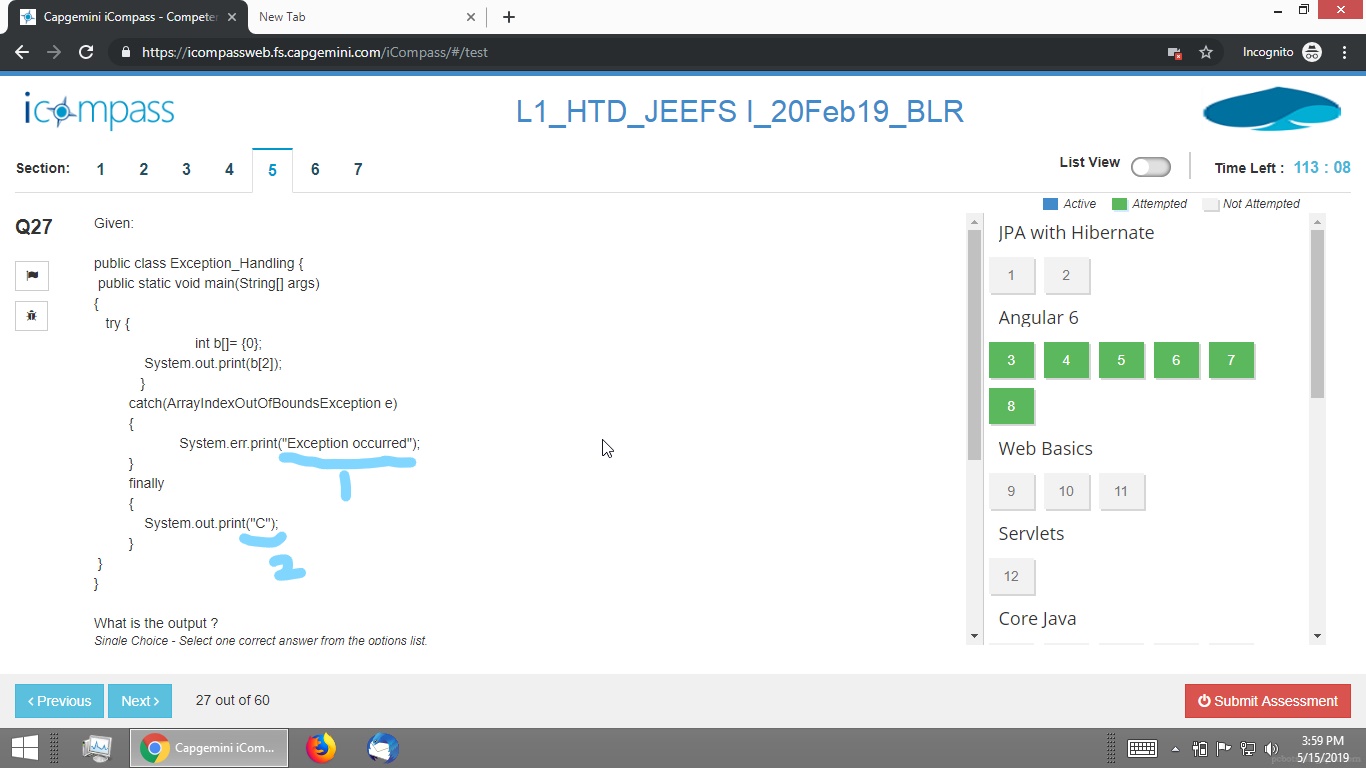 Capgemini iCompass - Competen
New Tab
https://icompassweb.fs.capgemini.com/iCompass/#/test
Incognito
icompass
L1_HTD_JEEFS I_20Feb19_BLR
Section: 1 2 3 4 5 6 7
List View
Time Left : 113 : 08
Active Attempted Not Attempted
Q27
Given:
public class Exception_Handling {
public static void main(String[] args)
{
try {
int b[]= {0};
System.out.print(b[2]);
}
catch(ArrayIndexOutOfBoundsException e)
{
System.err.print("Exception occurred");
}
1
finally
{
System.out.print("C");
}
2
}
}
What is the output ?
Single Choice - Select one correct answer from the options list.
JPA with Hibernate
1 2
Angular 6
3 4 5 6 7
8
Web Basics
9 10 11
Servlets
12
Core Java
< Previous
Next >
27 out of 60
Submit Assessment
Capgemini iCom...
3:59 PM
5/15/2019